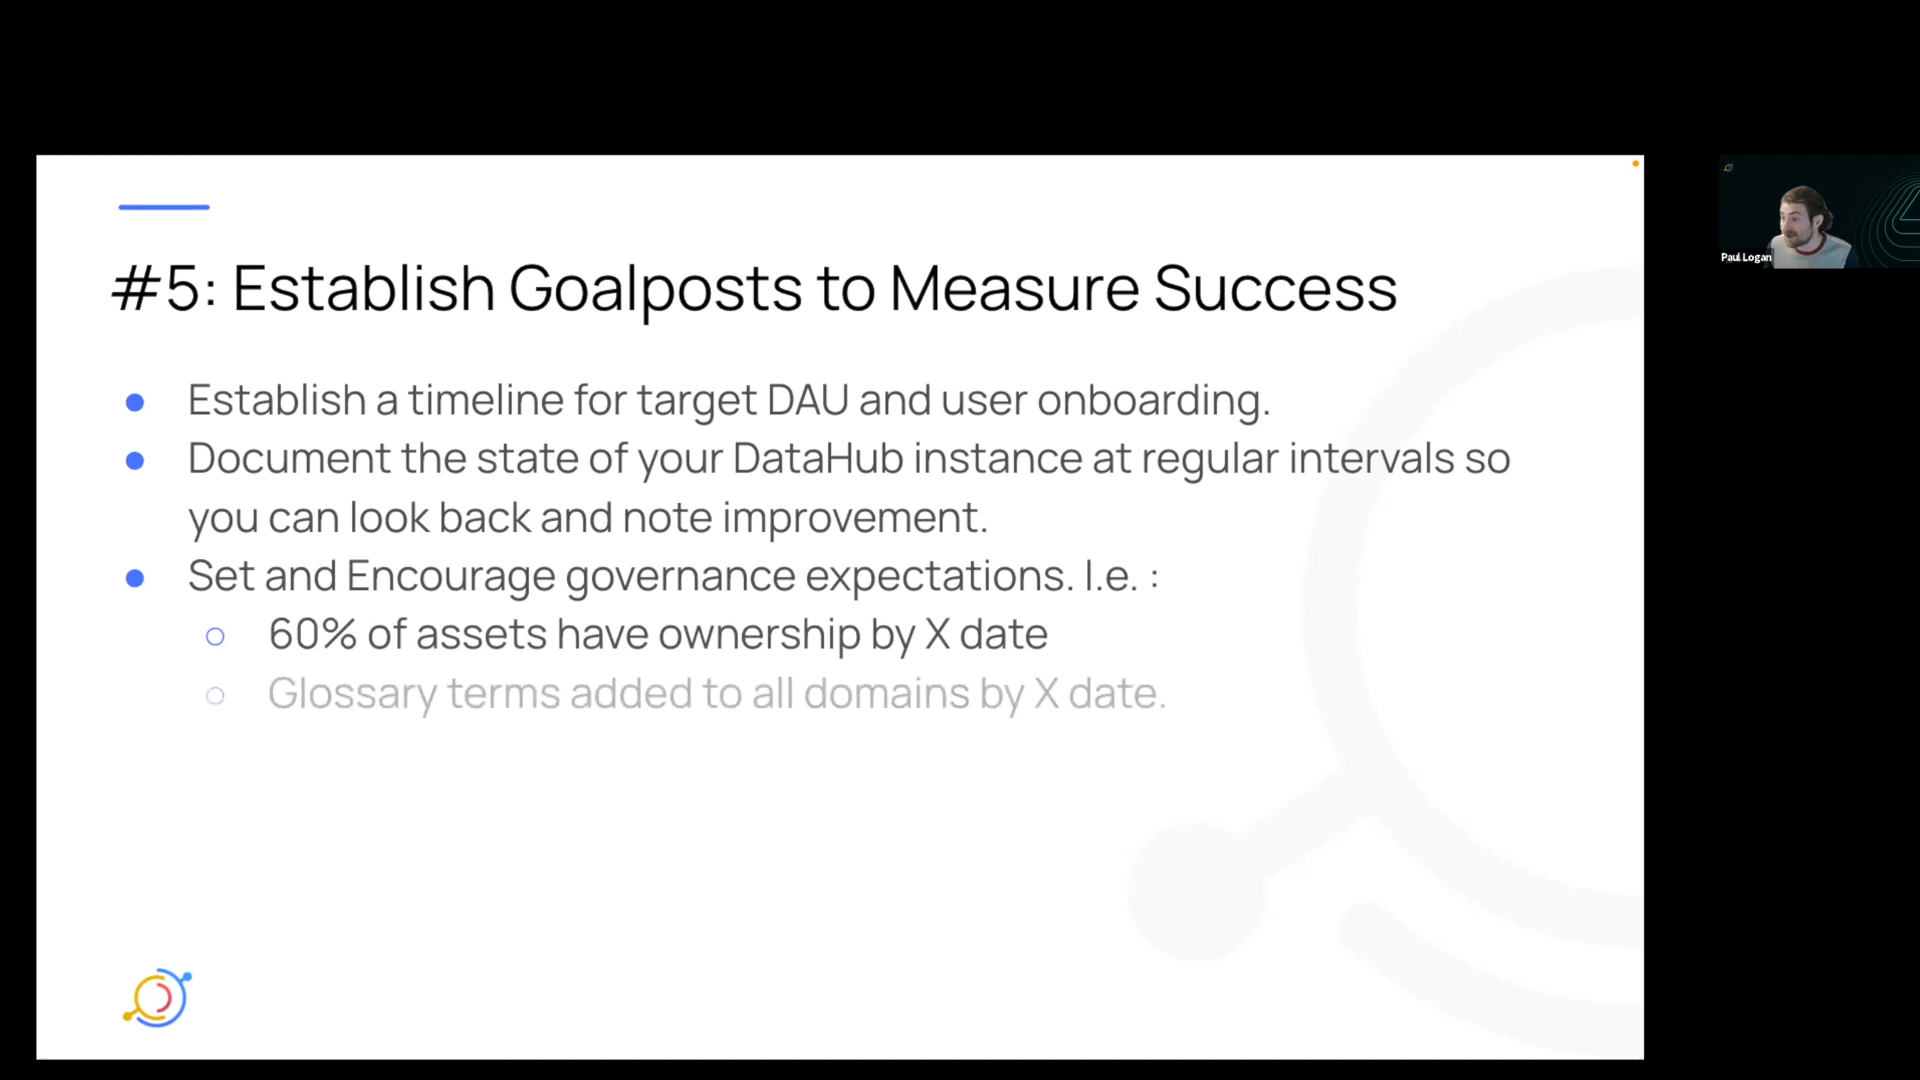 #5: Establish Goalposts to Measure Success
● Establish a timeline for target DAU and user onboarding.
● Document the state of your DataHub instance at regular intervals so
you can look back and note improvement.
● Set and Encourage governance expectations. I.e. :
○ 60% of assets have ownership by X date
○ Glossary terms added to all domains by X date.
Paul Logan